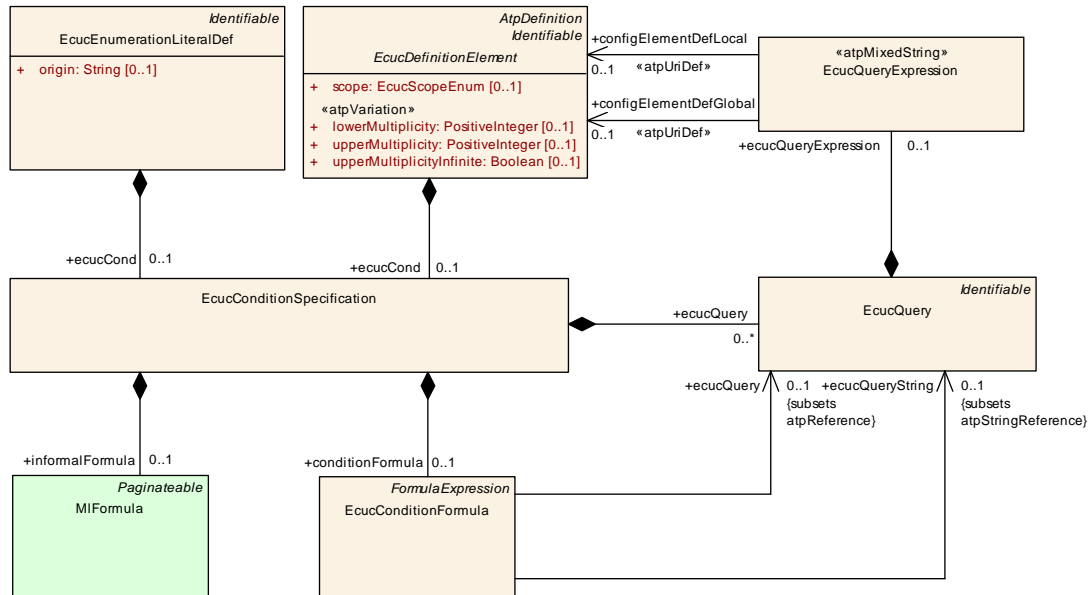 Identifiable
EcucEnumerationLiteralDef
+ origin: String [0..1]
AtpDefinition
Identifiable
EcucDefinitionElement
+ scope: EcucScopeEnum [0..1]
«atpVariation»
+ lowerMultiplicity: PositiveInteger [0..1]
+ upperMultiplicity: PositiveInteger [0..1]
+ upperMultiplicityInfinite: Boolean [0..1]
+configElementDefLocal
0..1 «atpUriDef»
+configElementDefGlobal
0..1 «atpUriDef»
«atpMixedString»
EcucQueryExpression
+ecucQueryExpression 0..1
+ecucCond 0..1
+ecucCond 0..1
EcucConditionSpecification
+ecucQuery
0..*
Identifiable
EcucQuery
+ecucQuery 0..1
{subsets
atpReference}
+ecucQueryString 0..1
{subsets
atpStringReference}
+informalFormula 0..1
+conditionFormula 0..1
Paginateable
MlFormula
FormulaExpression
EcucConditionFormula